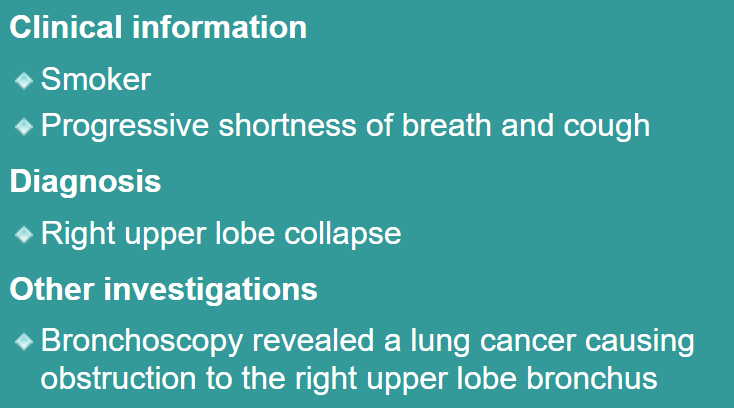 Clinical information
Smoker
Progressive shortness of breath and cough
Diagnosis
Right upper lobe collapse
Other investigations
Bronchoscopy revealed a lung cancer causing
obstruction to the right upper lobe bronchus